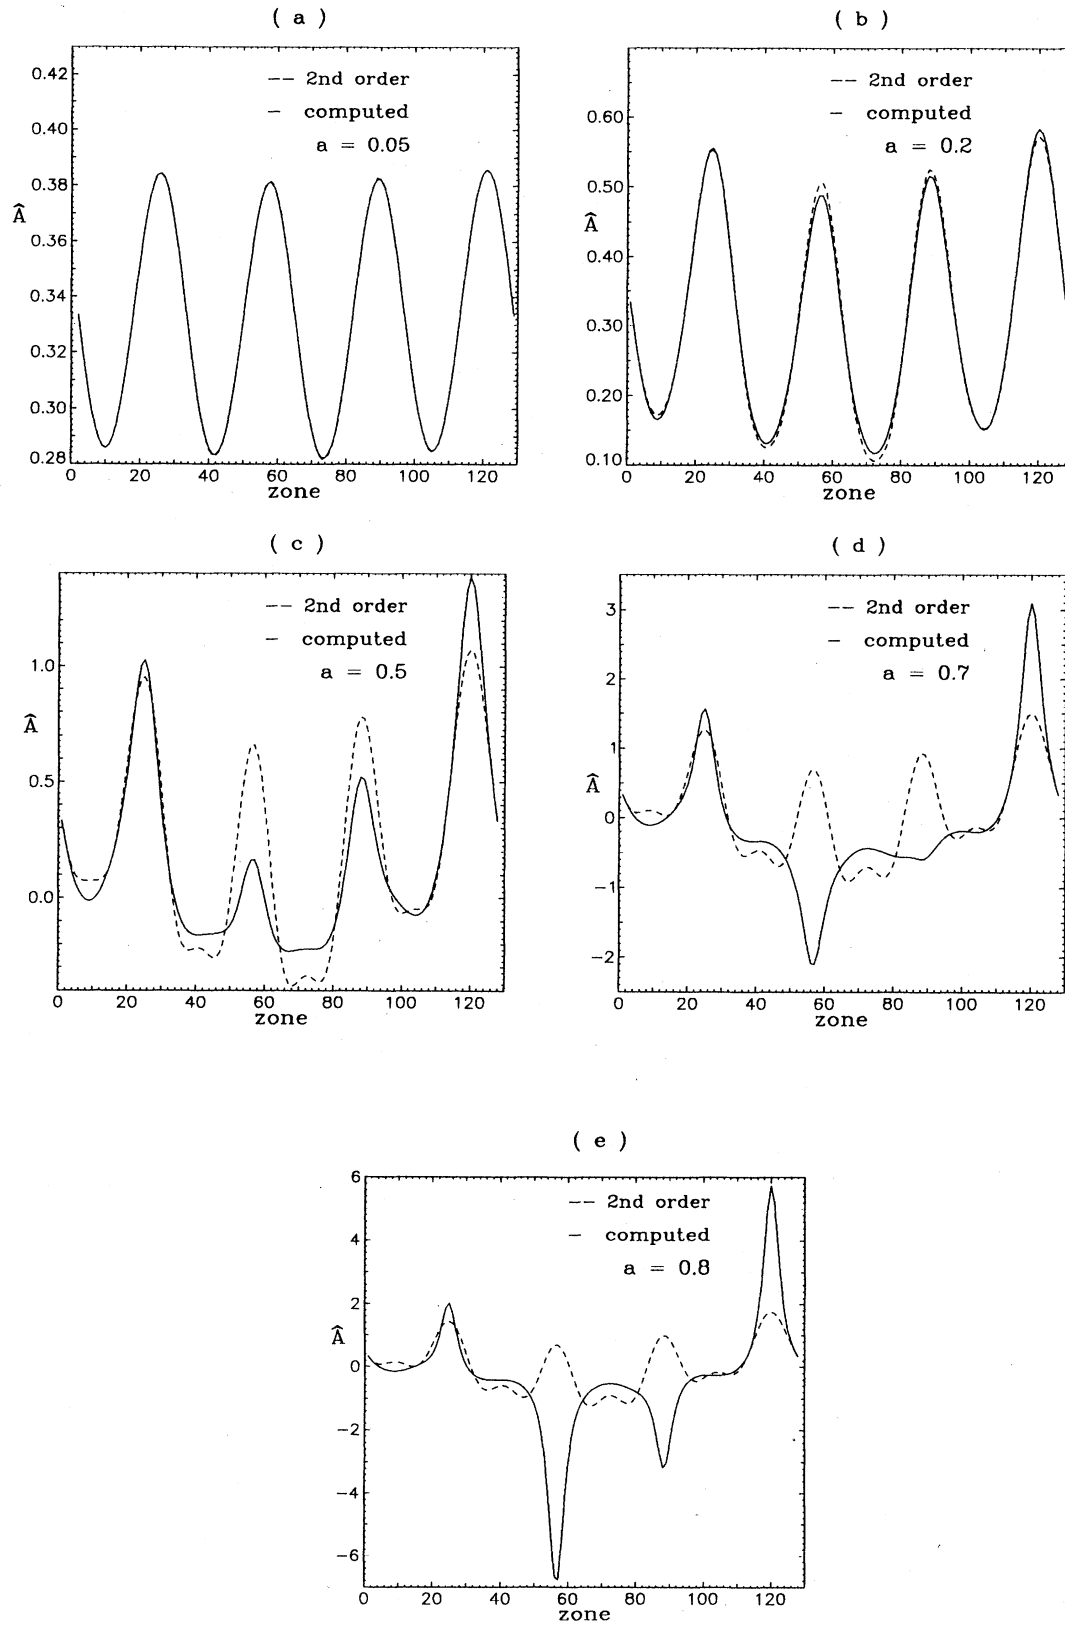 ( a )
0.42
0.40
0.38
0.36
0.34
0.32
0.30
0.28
Â
0 20 40 60 80 100 120
zone
-- 2nd order
— computed
a = 0.05
( b )
0.60
0.50
0.40
0.30
0.20
0.10
Â
0 20 40 60 80 100 120
zone
-- 2nd order
— computed
a = 0.2
( c )
1.0
0.5
0.0
Â
0 20 40 60 80 100 120
zone
-- 2nd order
— computed
a = 0.5
( d )
3
2
1
0
−1
−2
Â
0 20 40 60 80 100 120
zone
-- 2nd order
— computed
a = 0.7
( e )
6
4
2
0
−2
−4
−6
Â
0 20 40 60 80 100 120
zone
-- 2nd order
— computed
a = 0.8